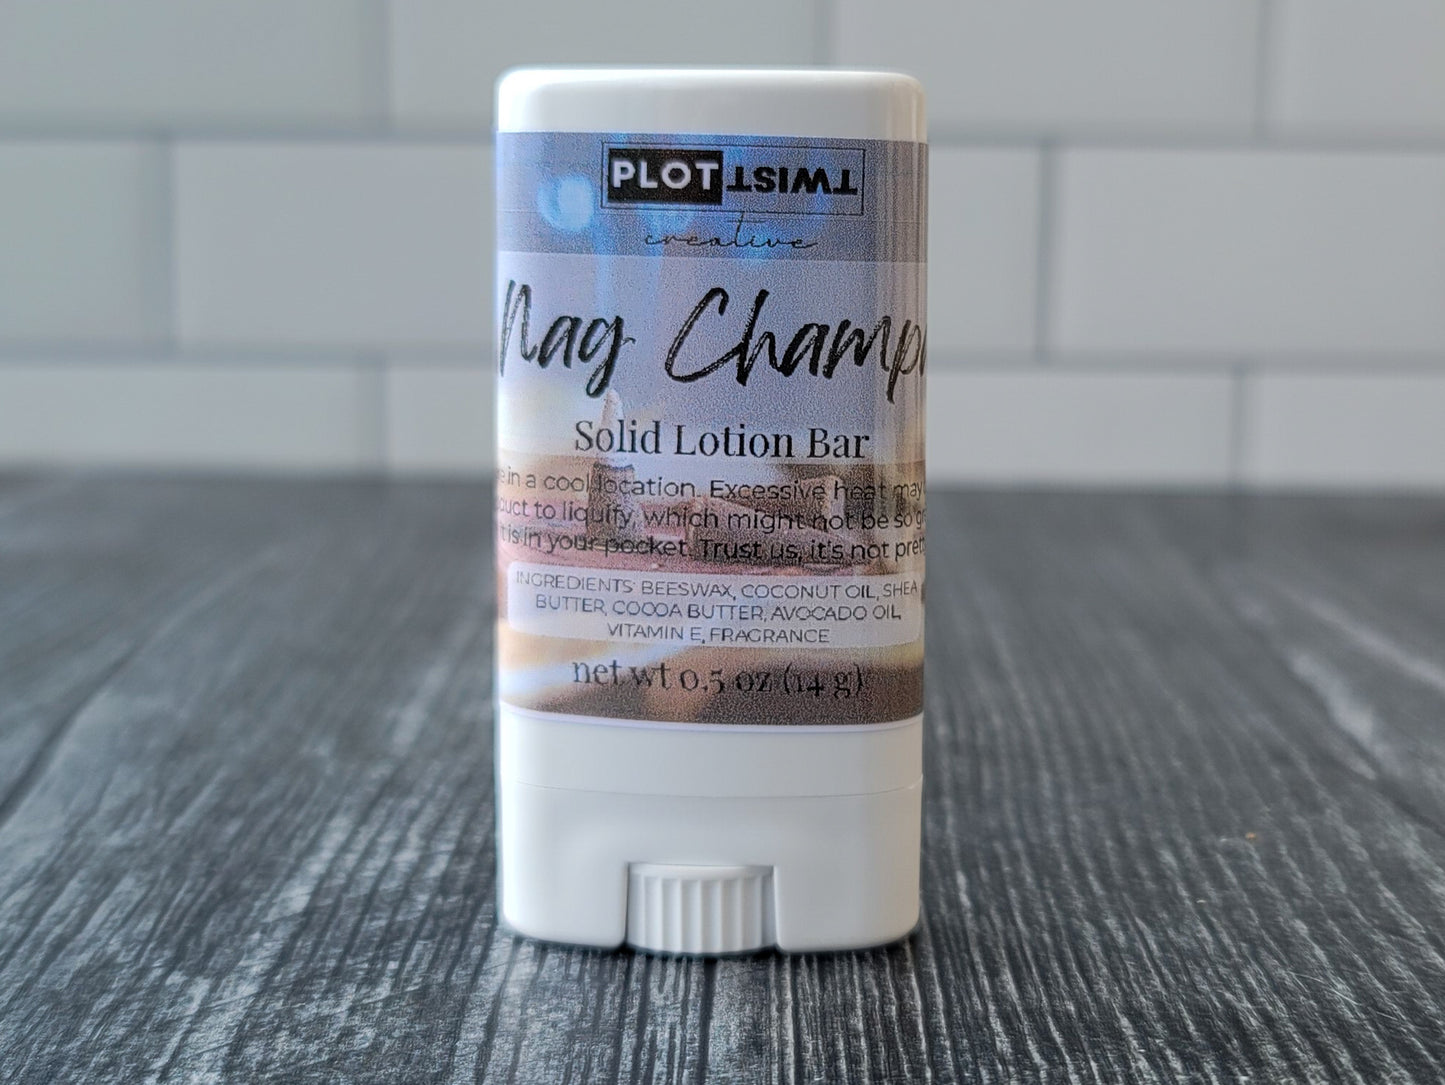 PLOT TWIST
creative
Nag Champ
Solid Lotion Bar
in a cool location. Excessive heat may
to liquify, which might not be so
is in your pocket. Trust us, it's not
INGREDIENTS: BEESWAX, COCONUT OIL, SHEA
BUTTER, COCOA BUTTER, AVOCADO OIL,
VITAMIN E, FRAGRANCE
net wt 0.5 oz (14 g)